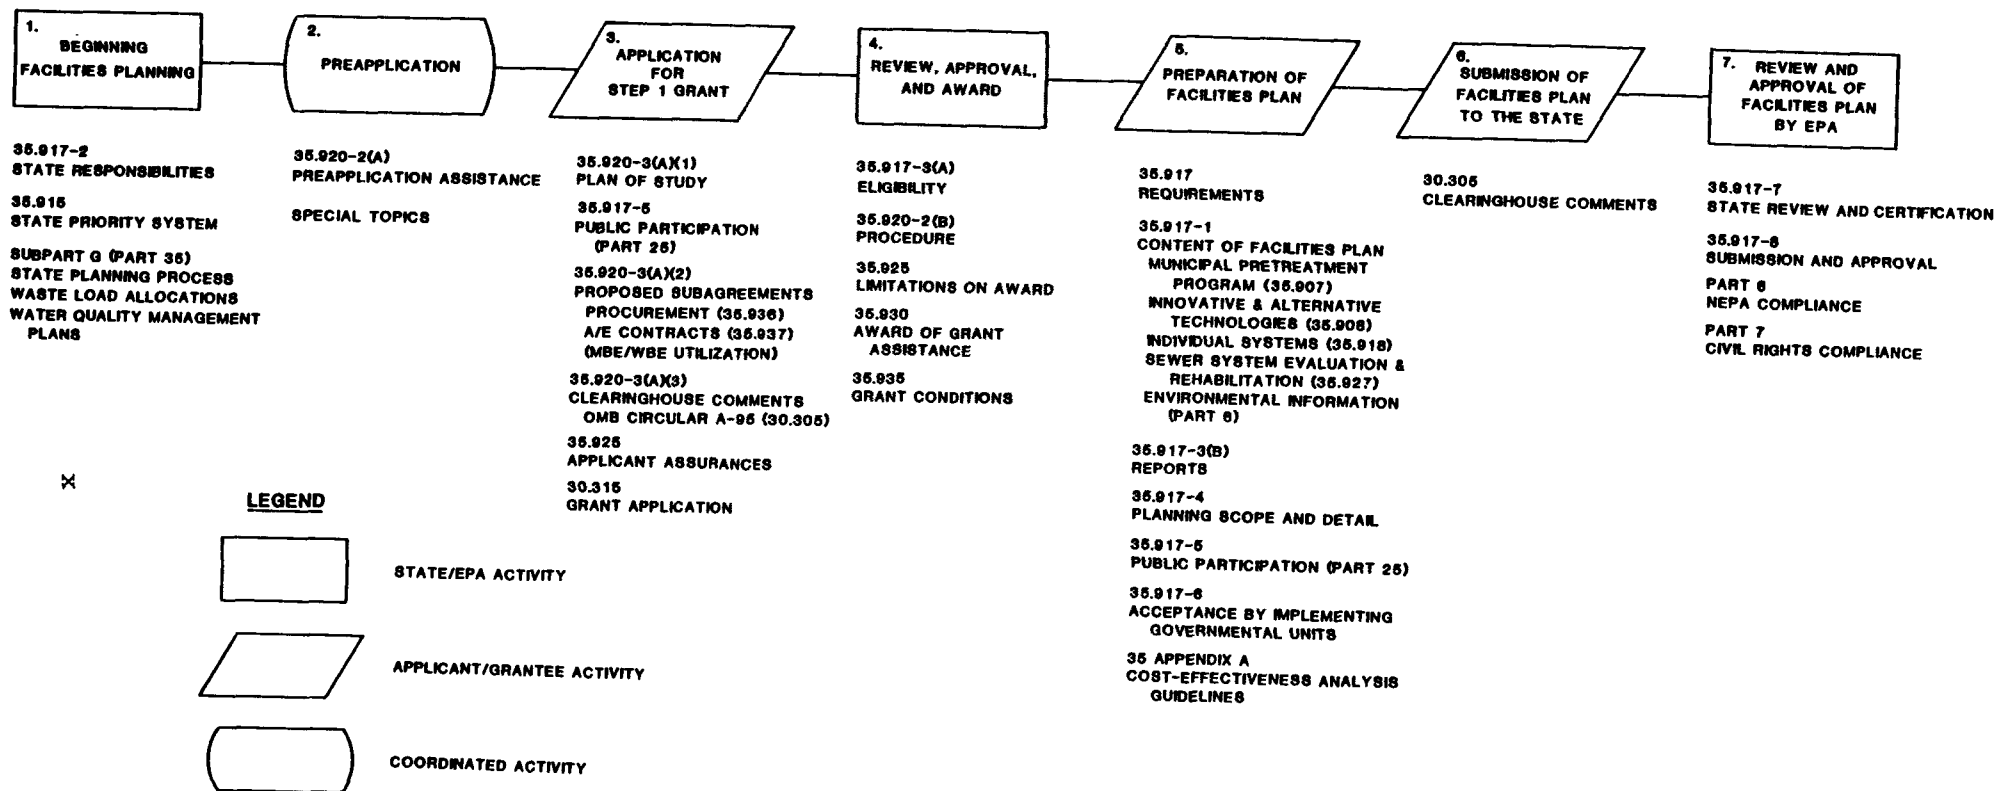 1.
BEGINNING
FACILITIES PLANNING
35.917-2
STATE RESPONSIBILITIES
35.915
STATE PRIORITY SYSTEM
SUBPART G (PART 35)
STATE PLANNING PROCESS
WASTE LOAD ALLOCATIONS
WATER QUALITY MANAGEMENT
PLANS
2.
PREAPPLICATION
35.920-2(A)
PREAPPLICATION ASSISTANCE
SPECIAL TOPICS
3.
APPLICATION
FOR
STEP 1 GRANT
35.920-3(A)(1)
PLAN OF STUDY
35.917-5
PUBLIC PARTICIPATION
(PART 25)
35.920-3(A)(2)
PROPOSED SUBAGREEMENTS
PROCUREMENT (35.936)
A/E CONTRACTS (35.937)
(MBE/WBE UTILIZATION)
35.920-3(A)(3)
CLEARINGHOUSE COMMENTS
OMB CIRCULAR A-95 (30.305)
35.925
APPLICANT ASSURANCES
30.315
GRANT APPLICATION
4.
REVIEW, APPROVAL,
AND AWARD
35.917-3(A)
ELIGIBILITY
35.920-2(B)
PROCEDURE
35.925
LIMITATIONS ON AWARD
35.930
AWARD OF GRANT
ASSISTANCE
35.935
GRANT CONDITIONS
5.
PREPARATION OF
FACILITIES PLAN
35.917
REQUIREMENTS
35.917-1
CONTENT OF FACILITIES PLAN
MUNICIPAL PRETREATMENT
PROGRAM (35.907)
INNOVATIVE & ALTERNATIVE
TECHNOLOGIES (35.908)
INDIVIDUAL SYSTEMS (35.918)
SEWER SYSTEM EVALUATION &
REHABILITATION (35.927)
ENVIRONMENTAL INFORMATION
(PART 6)
35.917-3(B)
REPORTS
35.917-4
PLANNING SCOPE AND DETAIL
35.917-5
PUBLIC PARTICIPATION (PART 25)
35.917-6
ACCEPTANCE BY IMPLEMENTING
GOVERNMENTAL UNITS
35 APPENDIX A
COST-EFFECTIVENESS ANALYSIS
GUIDELINES
6.
SUBMISSION OF
FACILITIES PLAN
TO THE STATE
30.305
CLEARINGHOUSE COMMENTS
7.
REVIEW AND
APPROVAL OF
FACILITIES PLAN
BY EPA
35.917-7
STATE REVIEW AND CERTIFICATION
35.917-8
SUBMISSION AND APPROVAL
PART 6
NEPA COMPLIANCE
PART 7
CIVIL RIGHTS COMPLIANCE
LEGEND
STATE/EPA ACTIVITY
APPLICANT/GRANTEE ACTIVITY
COORDINATED ACTIVITY